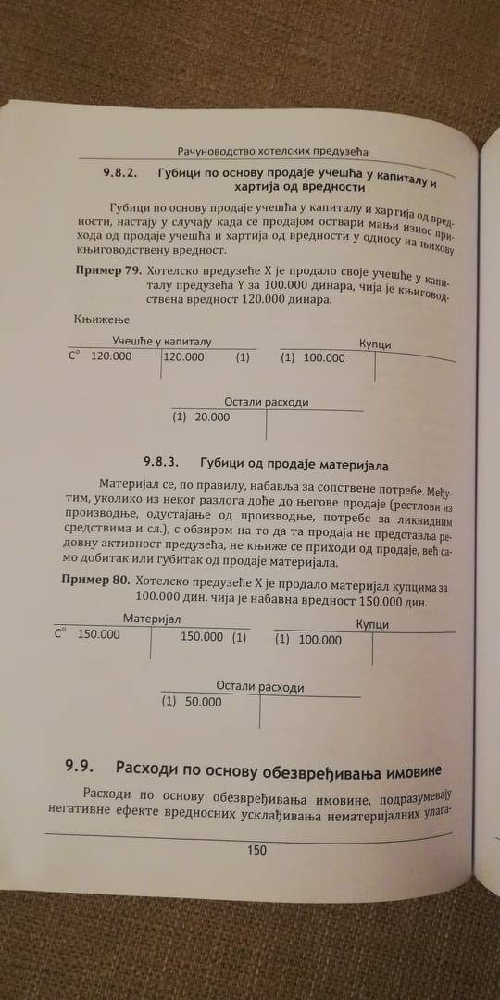 Рачуноводство хотелских предузећа
9.8.2. Губици по основу продаје учешћа у капиталу и
хартија од вредности
Губици по основу продаје учешћа у капиталу и хартија од вред-
ности, настају у случају када се продајом оствари мањи износ при-
хода од продаје учешћа и хартија од вредности у односу на њихову
књиговодствену вредност.
Пример 79. Хотелско предузеће X је продало своје учешће у капи-
талу предузећа Y за 100.000 динара, чија је књиговод-
ствена вредност 120.000 динара.
Књижење
Учешће у капиталу
Cº 120.000 120.000 (1)
Купци
(1) 100.000
Остали расходи
(1) 20.000
9.8.3. Губици од продаје материјала
Материјал се, по правилу, набавља за сопствене потребе. Међу-
тим, уколико из неког разлога дође до његове продаје (рестлови из
производње, одустајање од производње, потребе за ликвидним
средствима и сл.), с обзиром на то да та продаја не представља ре-
довну активност предузећа, не књиже се приходи од продаје, већ са-
мо добитак или губитак од продаје материјала.
Пример 80. Хотелско предузеће X је продало материјал купцима за
100.000 дин. чија је набавна вредност 150.000 дин.
Материјал
Cº 150.000 150.000 (1)
Купци
(1) 100.000
Остали расходи
(1) 50.000
9.9. Расходи по основу обезвређивања имовине
Расходи по основу обезвређивања имовине, подразумевају
негативне ефекте вредносних усклађивања нематеријалних улага-
150